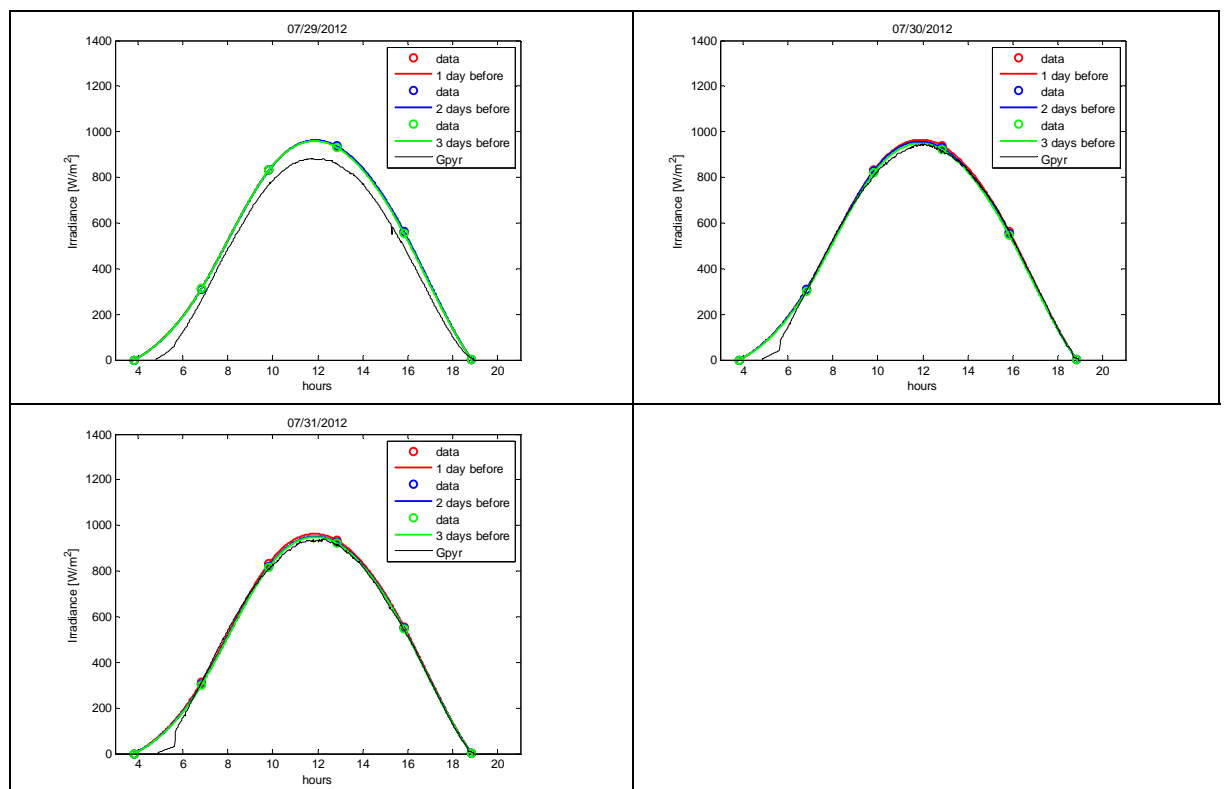 07/29/2012
1400
1200
1000
800
600
400
200
0
Irradiance [W/m²]
4 6 8 10 12 14 16 18 20
hours
data
1 day before
data
2 days before
data
3 days before
Gpyr
07/30/2012
1400
1200
1000
800
600
400
200
0
Irradiance [W/m²]
4 6 8 10 12 14 16 18 20
hours
data
1 day before
data
2 days before
data
3 days before
Gpyr
07/31/2012
1400
1200
1000
800
600
400
200
0
Irradiance [W/m²]
4 6 8 10 12 14 16 18 20
hours
data
1 day before
data
2 days before
data
3 days before
Gpyr